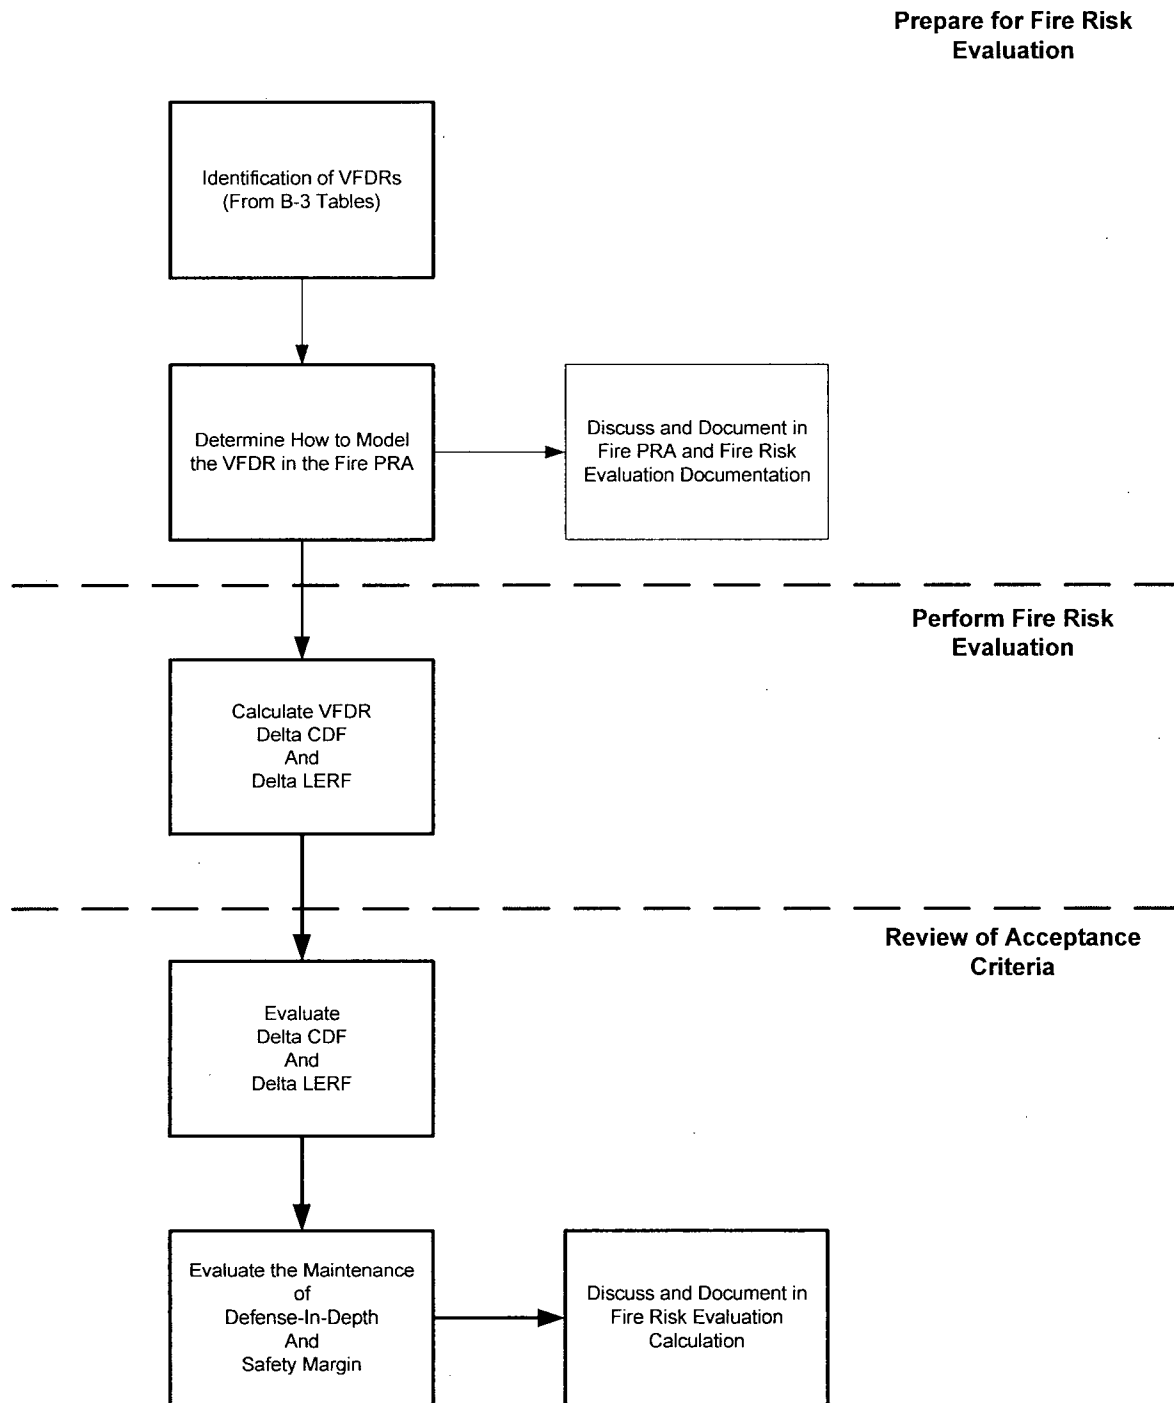 Prepare for Fire Risk
Evaluation
Identification of VFDRs
(From B-3 Tables)
Determine How to Model
the VFDR in the Fire PRA
Discuss and Document in
Fire PRA and Fire Risk
Evaluation Documentation
Perform Fire Risk
Evaluation
Calculate VFDR
Delta CDF
And
Delta LERF
Review of Acceptance
Criteria
Evaluate
Delta CDF
And
Delta LERF
Evaluate the Maintenance
of
Defense-In-Depth
And
Safety Margin
Discuss and Document in
Fire Risk Evaluation
Calculation